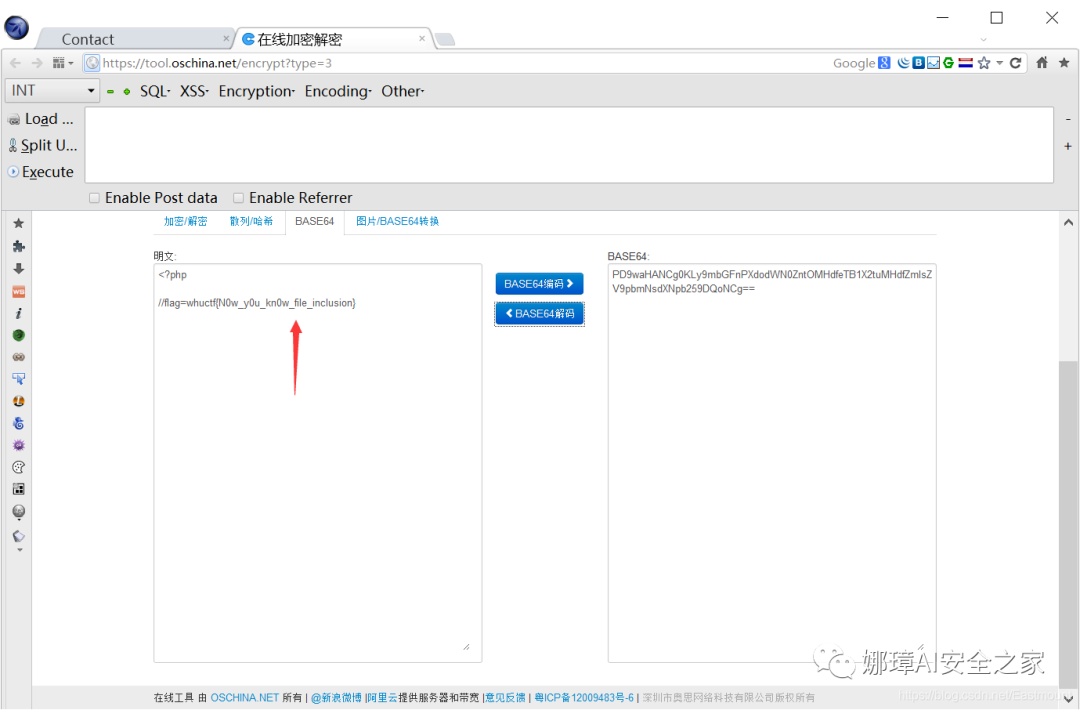 Contact × 在线加密解密 ×
https://tool.oschina.net/encrypt?type=3 Google
INT SQL· XSS· Encryption· Encoding· Other·
Load ...
Split U...
Execute
Enable Post data Enable Referrer
加密/解密 散列/哈希 BASE64 图片/BASE64转换
明文: BASE64:
<?php BASE64编码 PD9waHANCg0KLy9mbGFnPXdodWN0ZntOMHdfeTB1X2tuMHdfZmlsZ
V9pbmNsdXNpb259DQoNCg==
//flag=whuctf{N0w_y0u_kn0w_file_inclusion}
BASE64解码
娜璋AI安全之家
在线工具 由 OSCHINA.NET 所有 | @新浪微博 |阿里云提供服务器和带宽 |意见反馈 | 粤ICP备12009483号-6 | 深圳市奥思网络科技有限公司版权所有